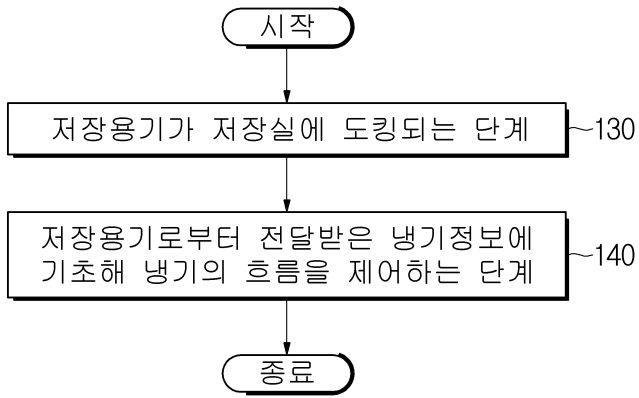 시작
저장용기가 저장실에 도킹되는 단계
130
저장용기로부터 전달받은 냉기정보에
기초해 냉기의 흐름을 제어하는 단계
140
종료